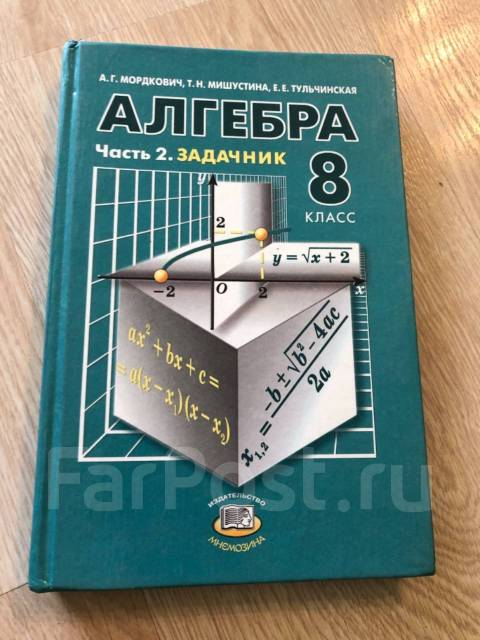 А. Г. МОРДКОВИЧ, Т. Н. МИШУСТИНА, Е. Е. ТУЛЬЧИНСКАЯ
АЛГЕБРА
Часть 2. ЗАДАЧНИК
8
КЛАСС
y
2
y = √(x + 2)
−2
O
2
x
ax² + bx + c =
= a(x − x₁)(x − x₂)
x₁,₂ = (−b ± √(b² − 4ac)) / 2a
FarPost.ru
ИЗДАТЕЛЬСТВО
МНЕМОЗИНА